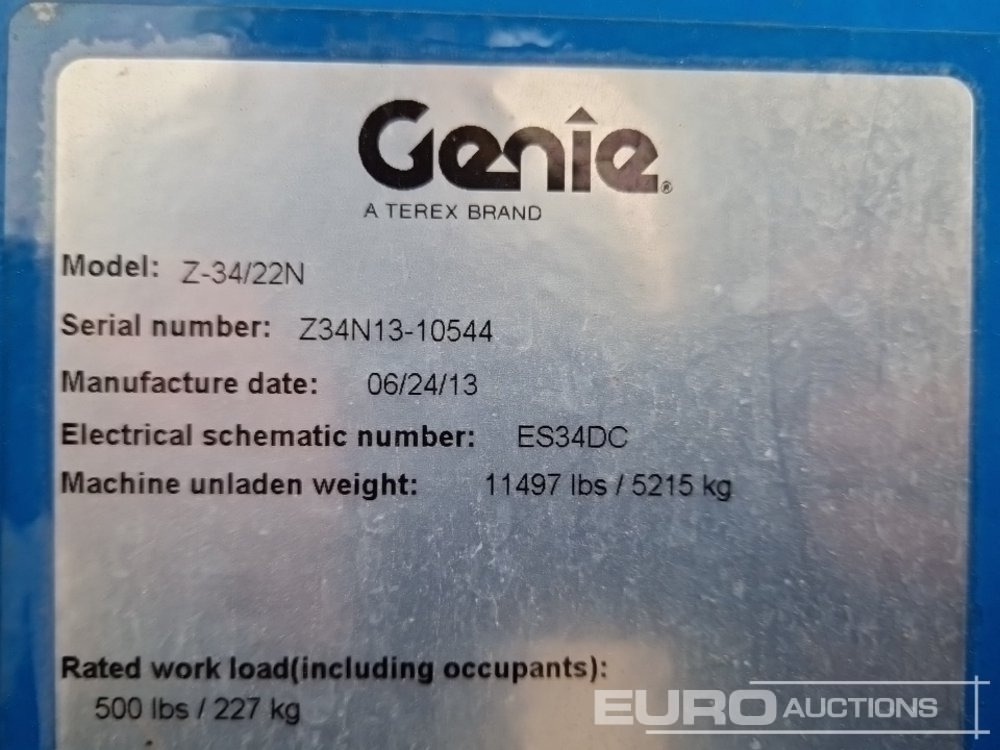 Genie®
A TEREX BRAND
Model: Z-34/22N
Serial number: Z34N13-10544
Manufacture date: 06/24/13
Electrical schematic number: ES34DC
Machine unladen weight: 11497 lbs / 5215 kg
Rated work load(including occupants):
500 lbs / 227 kg
EURO AUCTIONS